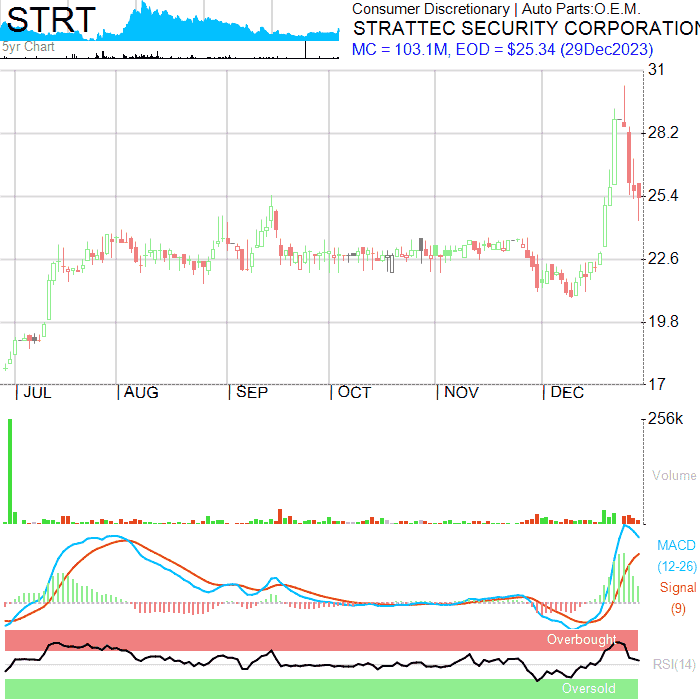 STRT
5yr Chart
Consumer Discretionary | Auto Parts:O.E.M.
STRATTEC SECURITY CORPORATION
MC = 103.1M, EOD = $25.34 (29Dec2023)
31
28.2
25.4
22.6
19.8
17
JUL AUG SEP OCT NOV DEC
256k
Volume
MACD
(12-26)
Signal
(9)
Overbought
RSI(14)
Oversold